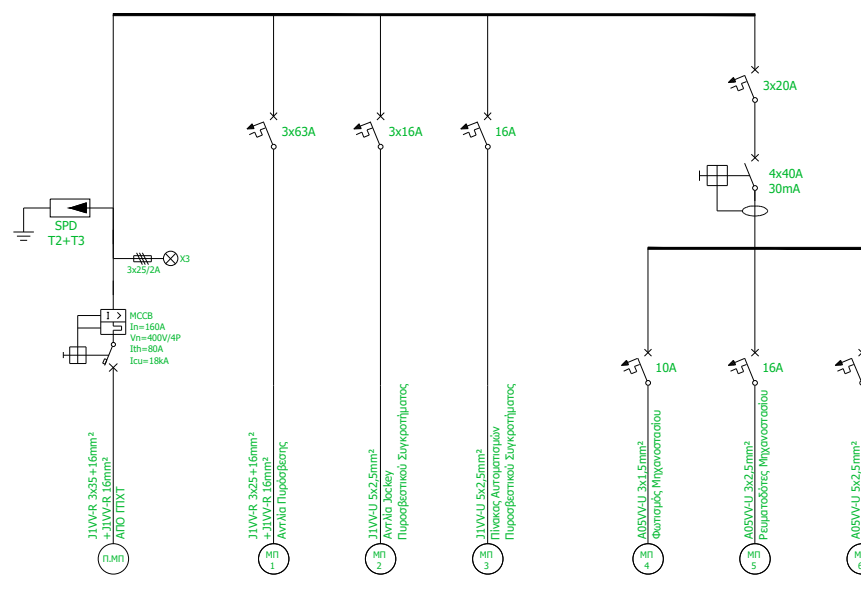 3x63A
3x16A
16A
3x20A
4x40A
30mA
SPD
T2+T3
3x25/2A
X3
I >
MCCB
In=160A
Vn=400V/4P
Ith=80A
Icu=18kA
10A
16A
J1VV-R 3x35+16mm²
+J1VV-R 16mm²
ΑΠΟ ΓΠΧΤ
J1VV-R 3x25+16mm²
+J1VV-R 16mm²
Αντλία Πυρόσβεσης
J1VV-U 5x2,5mm²
Αντλία Jockey
Πυροσβεστικού Συγκροτήματος
J1VV-U 5x2,5mm²
Πίνακας Αυτοματισμών
Πυροσβεστικού Συγκροτήματος
A05VV-U 3x1,5mm²
Φωτισμός Μηχανοστασίου
A05VV-U 3x2,5mm²
Ρευματοδότες Μηχανοστασίου
A05VV-U 5x2,5mm²
Π.ΜΠ
ΜΠ
1
ΜΠ
2
ΜΠ
3
ΜΠ
4
ΜΠ
5
ΜΠ
6